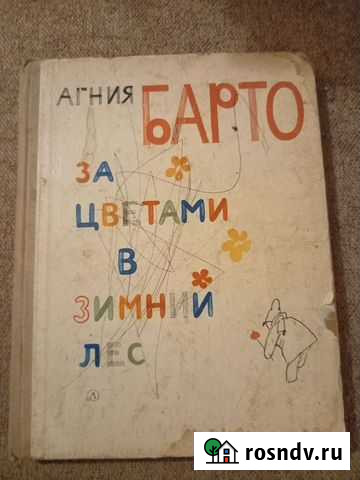 АГНИЯ БАРТО
ЗА
ЦВЕТАМИ
В
ЗИМНИЙ
ЛЕС
rosndv.ru